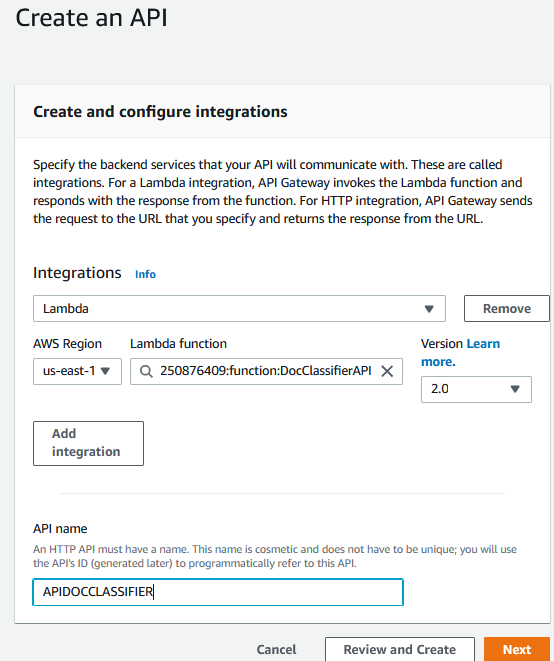 Create an API
Create and configure integrations
Specify the backend services that your API will communicate with. These are called
integrations. For a Lambda integration, API Gateway invokes the Lambda function and
responds with the response from the function. For HTTP integration, API Gateway sends
the request to the URL that you specify and returns the response from the URL.
Integrations Info
Lambda
Remove
AWS Region
Lambda function
Version Learn
more.
us-east-1
250876409:function:DocClassifierAPI
2.0
Add
integration
API name
An HTTP API must have a name. This name is cosmetic and does not have to be unique; you will use
the API's ID (generated later) to programmatically refer to this API.
APIDOCCLASSIFIER
Cancel
Review and Create
Next